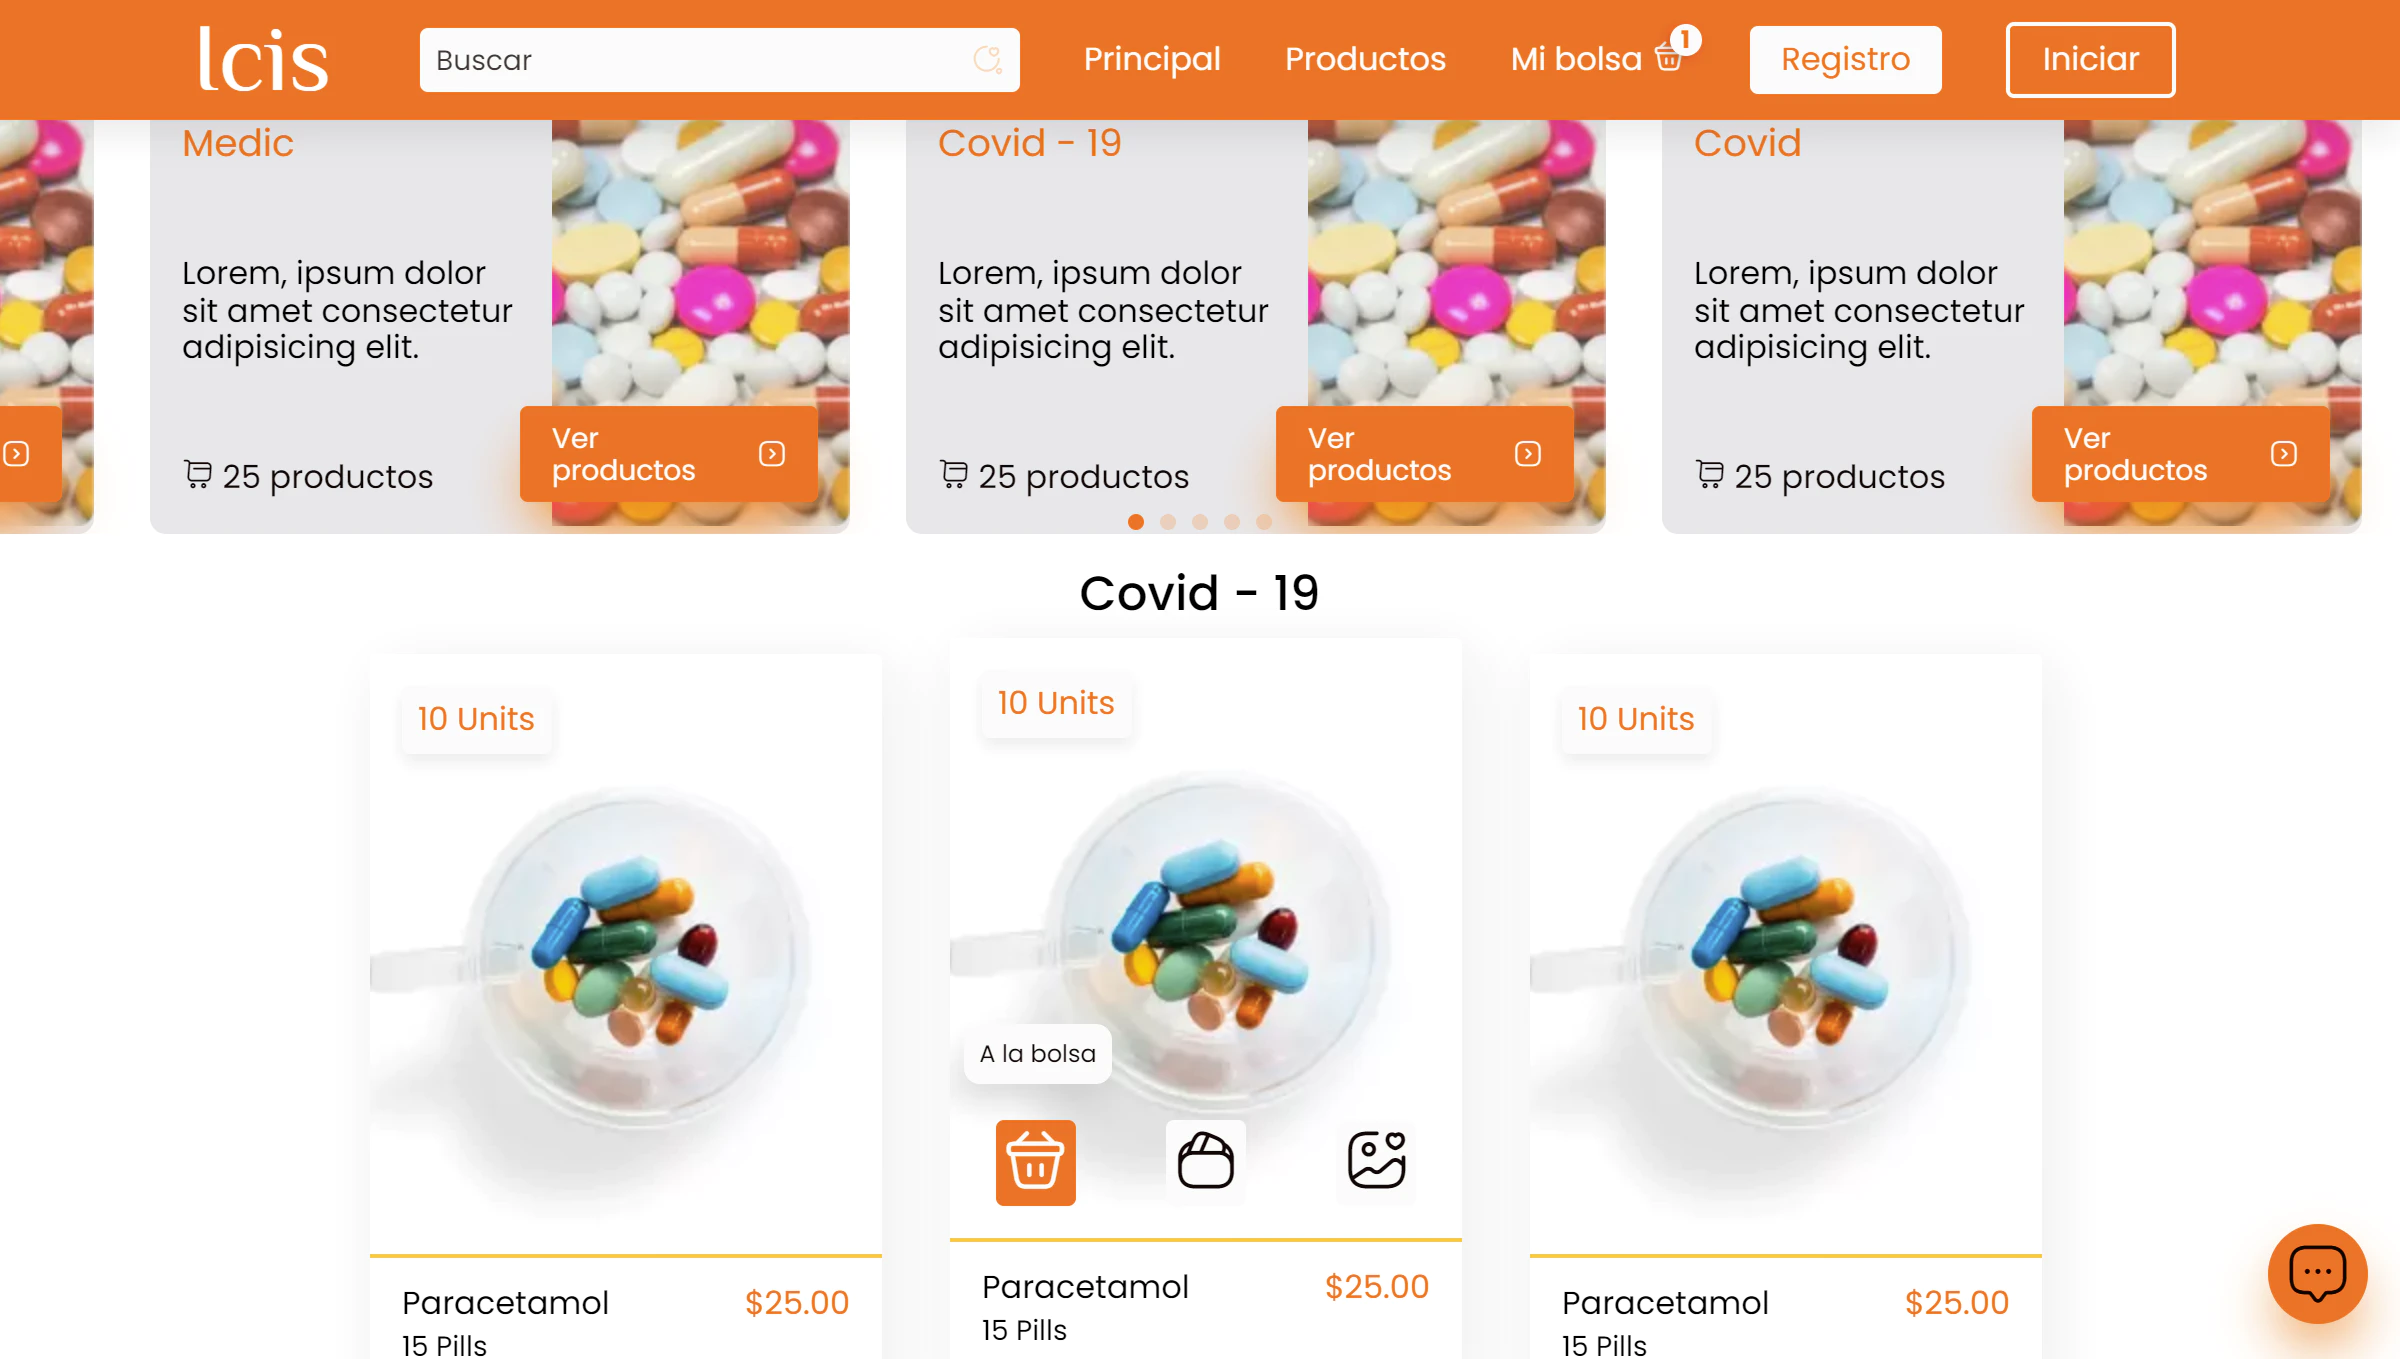 lcis
Buscar
Principal
Productos
Mi bolsa
1
Registro
Iniciar
Medic
Lorem, ipsum dolor
sit amet consectetur
adipisicing elit.
25 productos
Ver
productos
Covid - 19
Lorem, ipsum dolor
sit amet consectetur
adipisicing elit.
25 productos
Ver
productos
Covid
Lorem, ipsum dolor
sit amet consectetur
adipisicing elit.
25 productos
Ver
productos
Covid - 19
10 Units
Paracetamol
$25.00
15 Pills
10 Units
A la bolsa
Paracetamol
$25.00
15 Pills
10 Units
Paracetamol
$25.00
15 Pills